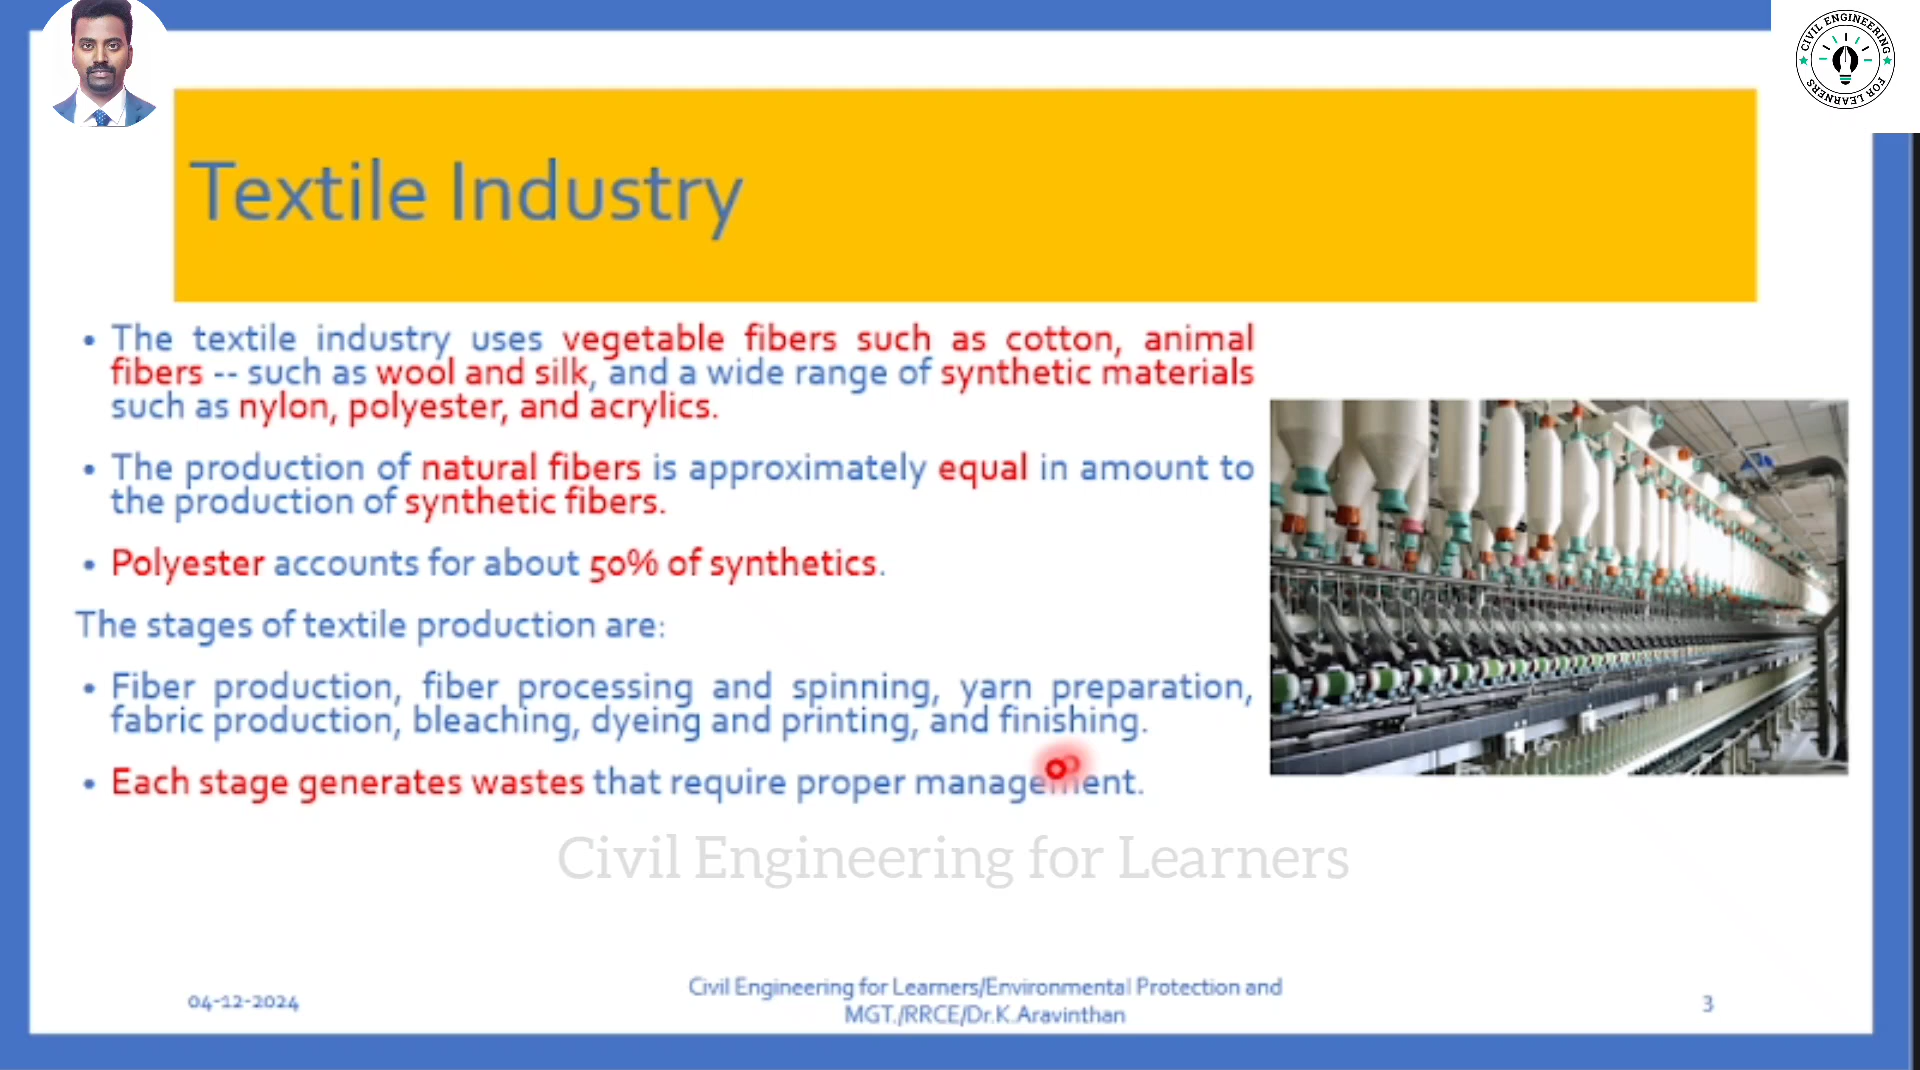 CIVIL ENGINEERING
FOR LEARNERS
Textile Industry
• The textile industry uses vegetable fibers such as cotton, animal
fibers -- such as wool and silk, and a wide range of synthetic materials
such as nylon, polyester, and acrylics.
• The production of natural fibers is approximately equal in amount to
the production of synthetic fibers.
• Polyester accounts for about 50% of synthetics.
The stages of textile production are:
• Fiber production, fiber processing and spinning, yarn preparation,
fabric production, bleaching, dyeing and printing, and finishing.
• Each stage generates wastes that require proper management.
Civil Engineering for Learners
04-12-2024
Civil Engineering for Learners/Environmental Protection and
MGT./RRCE/Dr.K.Aravinthan
3